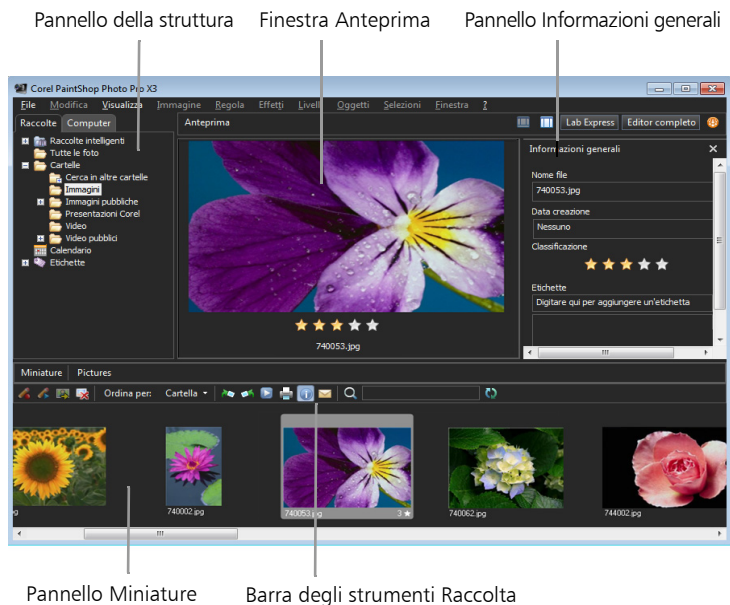 Pannello della struttura
Finestra Anteprima
Pannello Informazioni generali
Corel PaintShop Photo Pro X3
File Modifica Visualizza Immagine Regola Effetti Livelli Oggetti Selezioni Finestra ?
Raccolte Computer
Anteprima
Lab Express Editor completo
Raccolte intelligenti
Tutte le foto
Cartelle
Cerca in altre cartelle
Immagini
Immagini pubbliche
Presentazioni Corel
Video
Video pubblici
Calendario
Etichette
740053.jpg
Informazioni generali
Nome file
740053.jpg
Data creazione
Nessuno
Classificazione
Etichette
Digitare qui per aggiungere un'etichetta
Miniature Pictures
Ordina per: Cartella
740002.jpg
740053.jpg 3
740062.jpg
744002.jpg
Pannello Miniature
Barra degli strumenti Raccolta